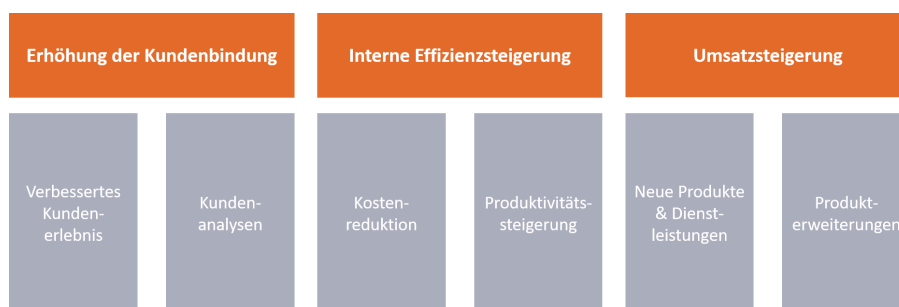 Erhöhung der Kundenbindung
Interne Effizienzsteigerung
Umsatzsteigerung
Verbessertes
Kunden-
erlebnis
Kunden-
analysen
Kosten-
reduktion
Produktivitäts-
steigerung
Neue Produkte
& Dienst-
leistungen
Produkt-
erweiterungen